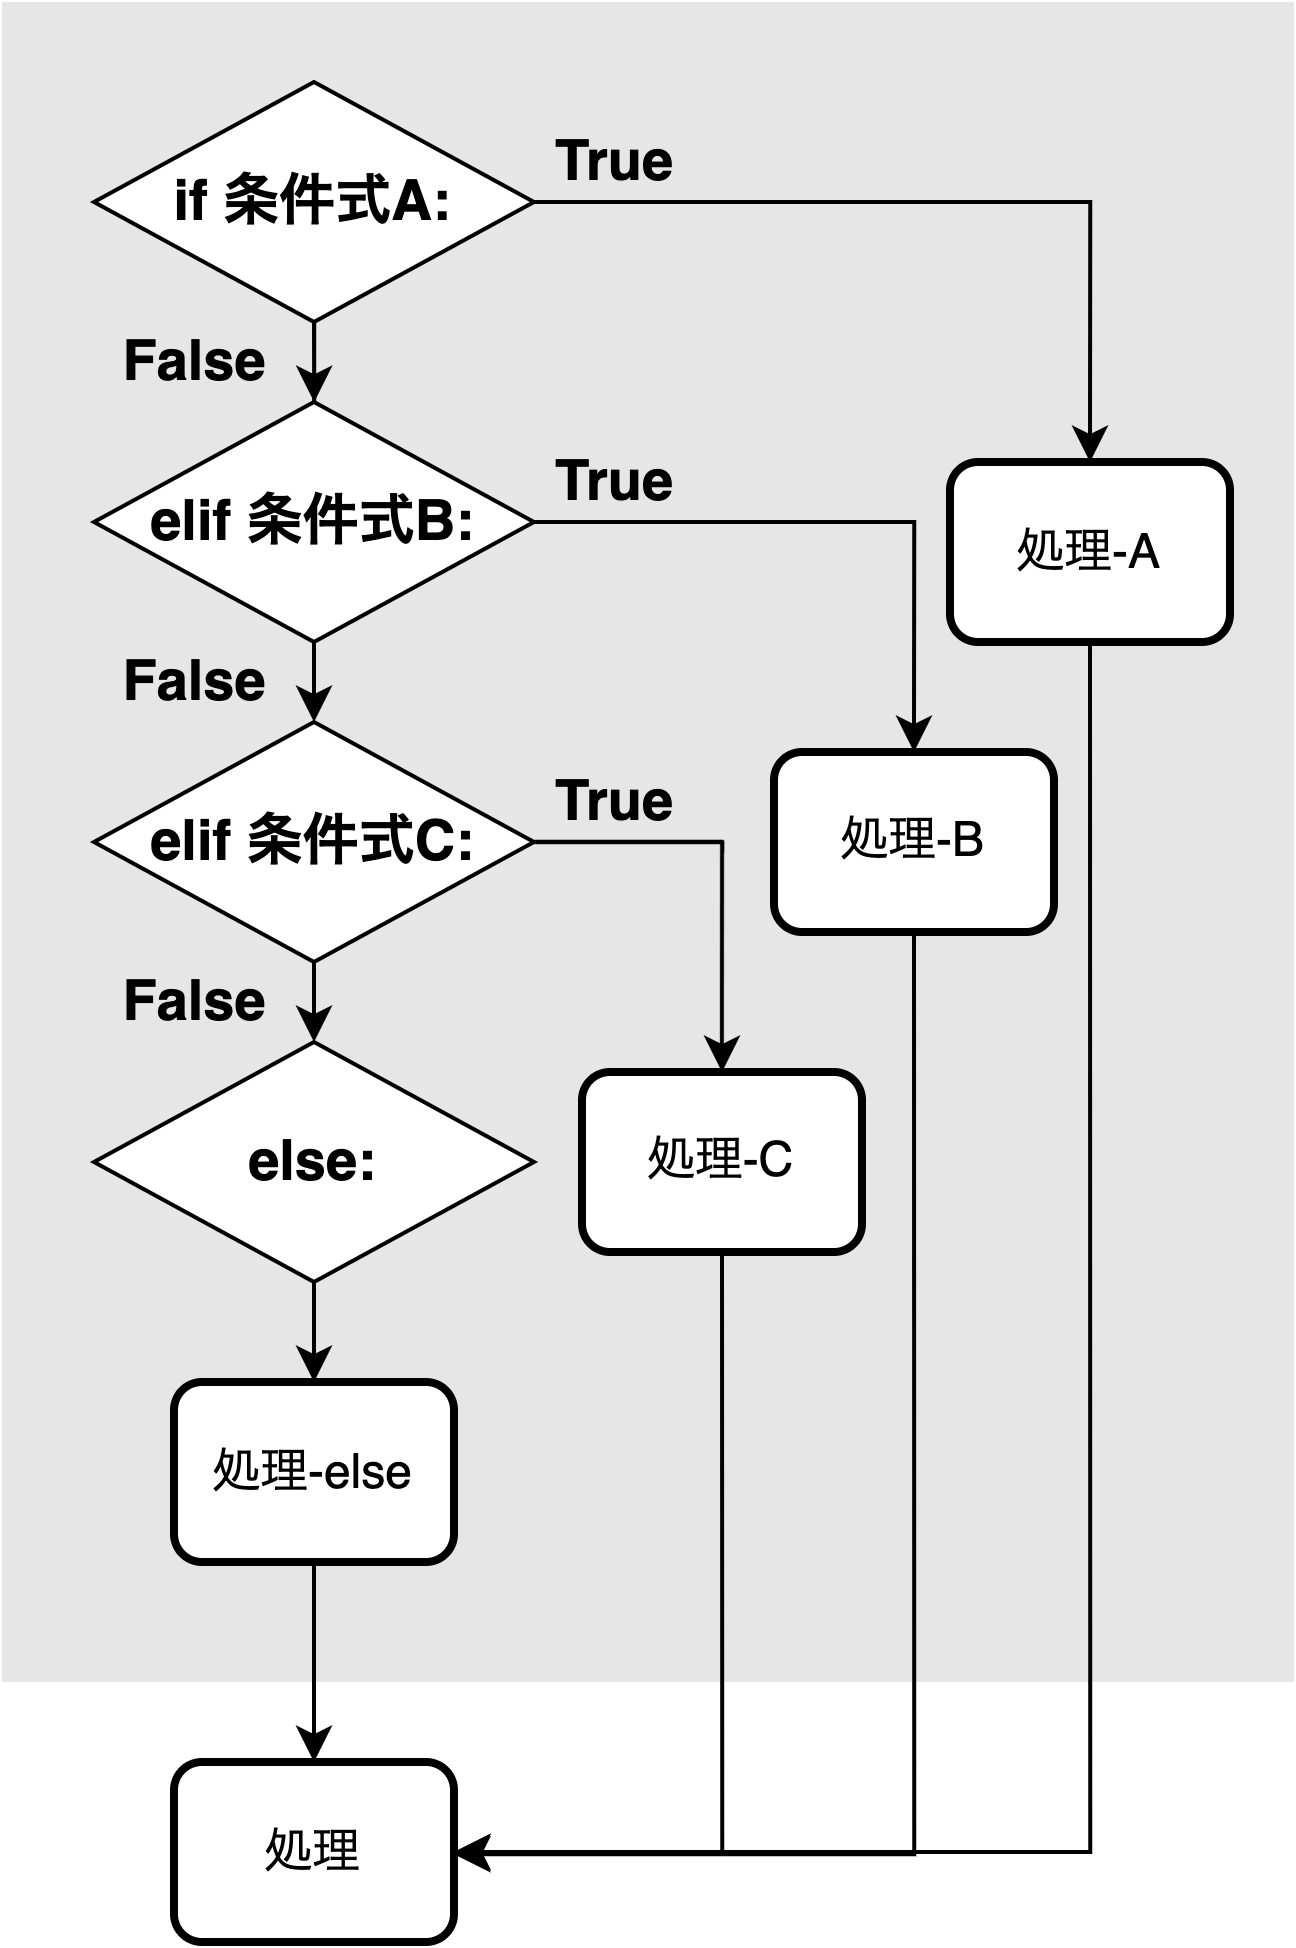 if 条件式A:
True
False
elif 条件式B:
True
処理-A
False
elif 条件式C:
True
処理-B
False
else:
処理-C
処理-else
処理